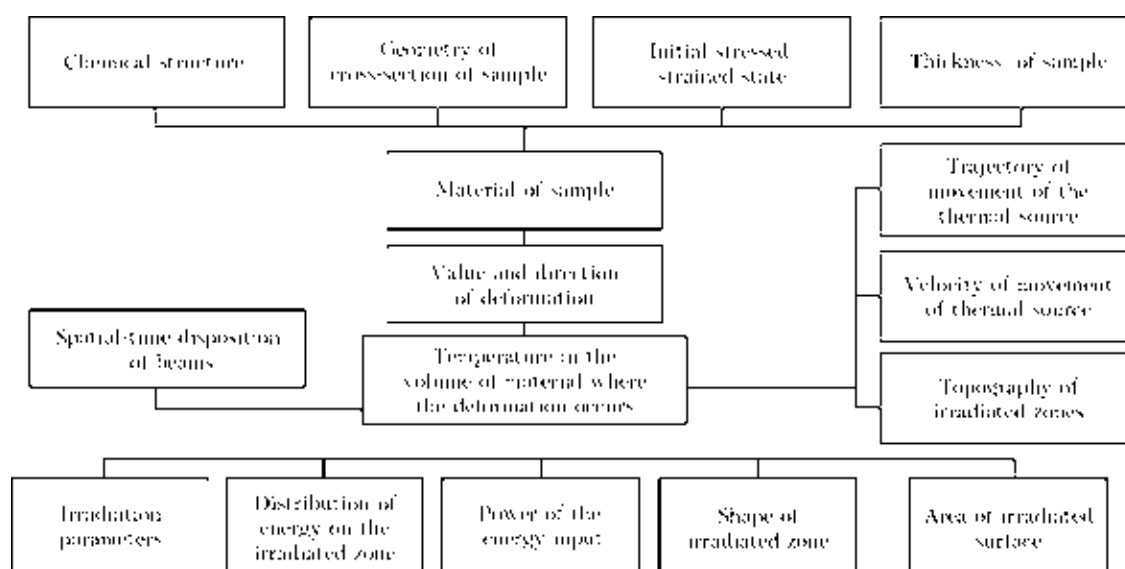 Chemical structure
Geometry of
cross-section of sample
Initial stressed
strained state
Thickness of sample
Material of sample
Trajectory of
movement of the
thermal source
Value and direction
of deformation
Velocity of movement
of thermal source
Spatial-time disposition
of beams
Temperature in the
volume of material where
the deformation occurs
Topography of
irradiated zones
Irradiation
parameters
Distribution of
energy on the
irradiated zone
Power of the
energy input
Shape of
irradiated zone
Area of irradiated
surface